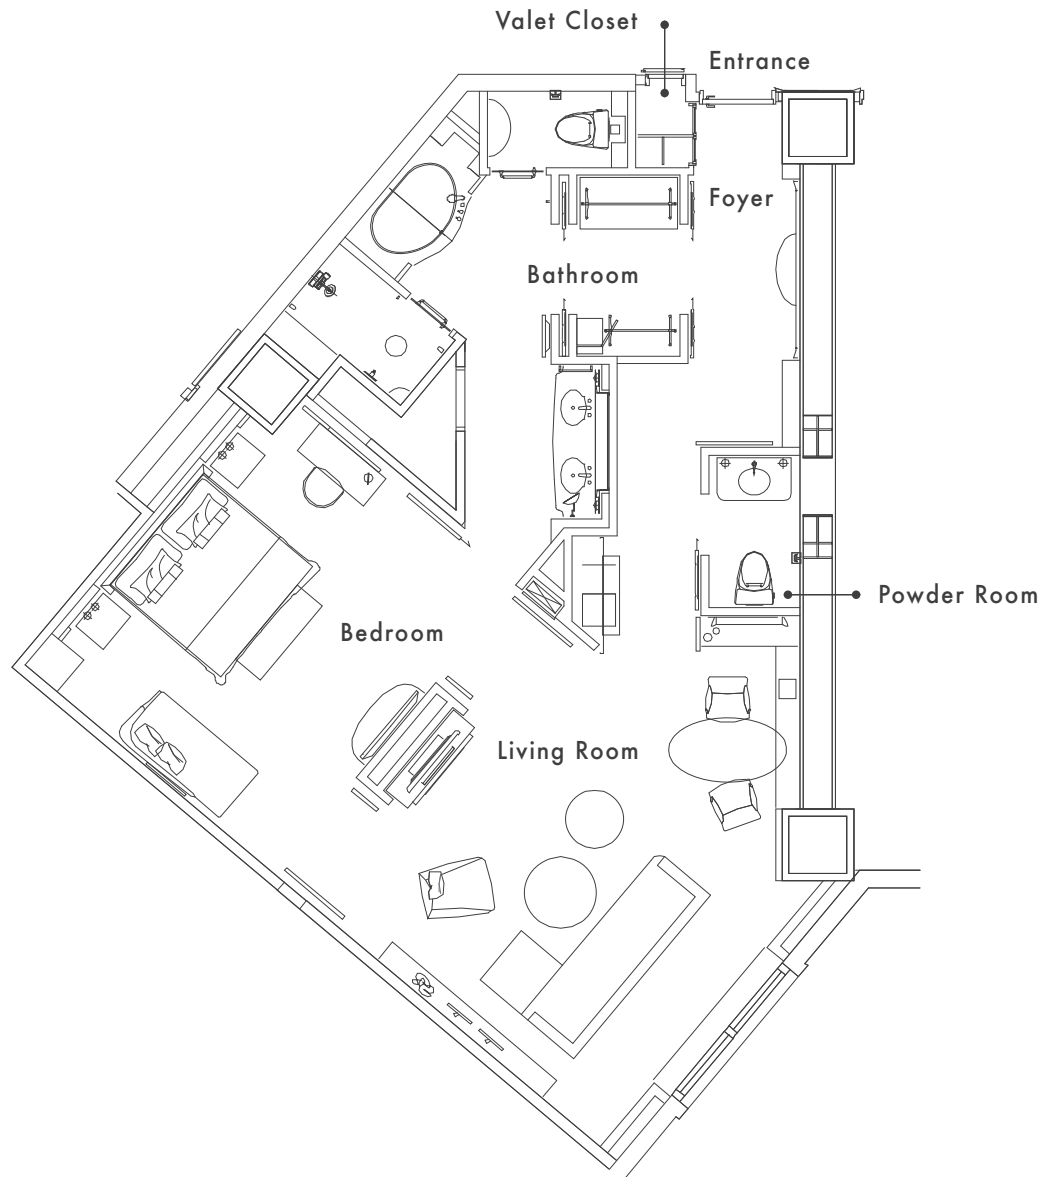 Valet Closet
Entrance
Foyer
Bathroom
Powder Room
Bedroom
Living Room